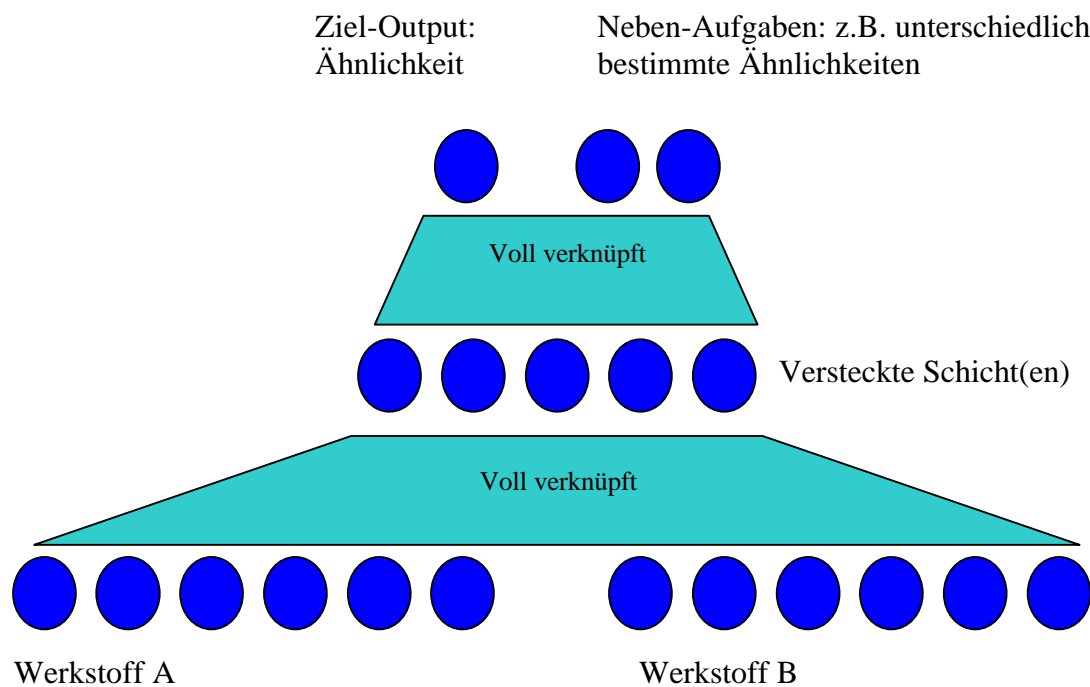 Ziel-Output:
Ähnlichkeit
Neben-Aufgaben: z.B. unterschiedlich
bestimmte Ähnlichkeiten
Voll verknüpft
Versteckte Schicht(en)
Voll verknüpft
Werkstoff A
Werkstoff B